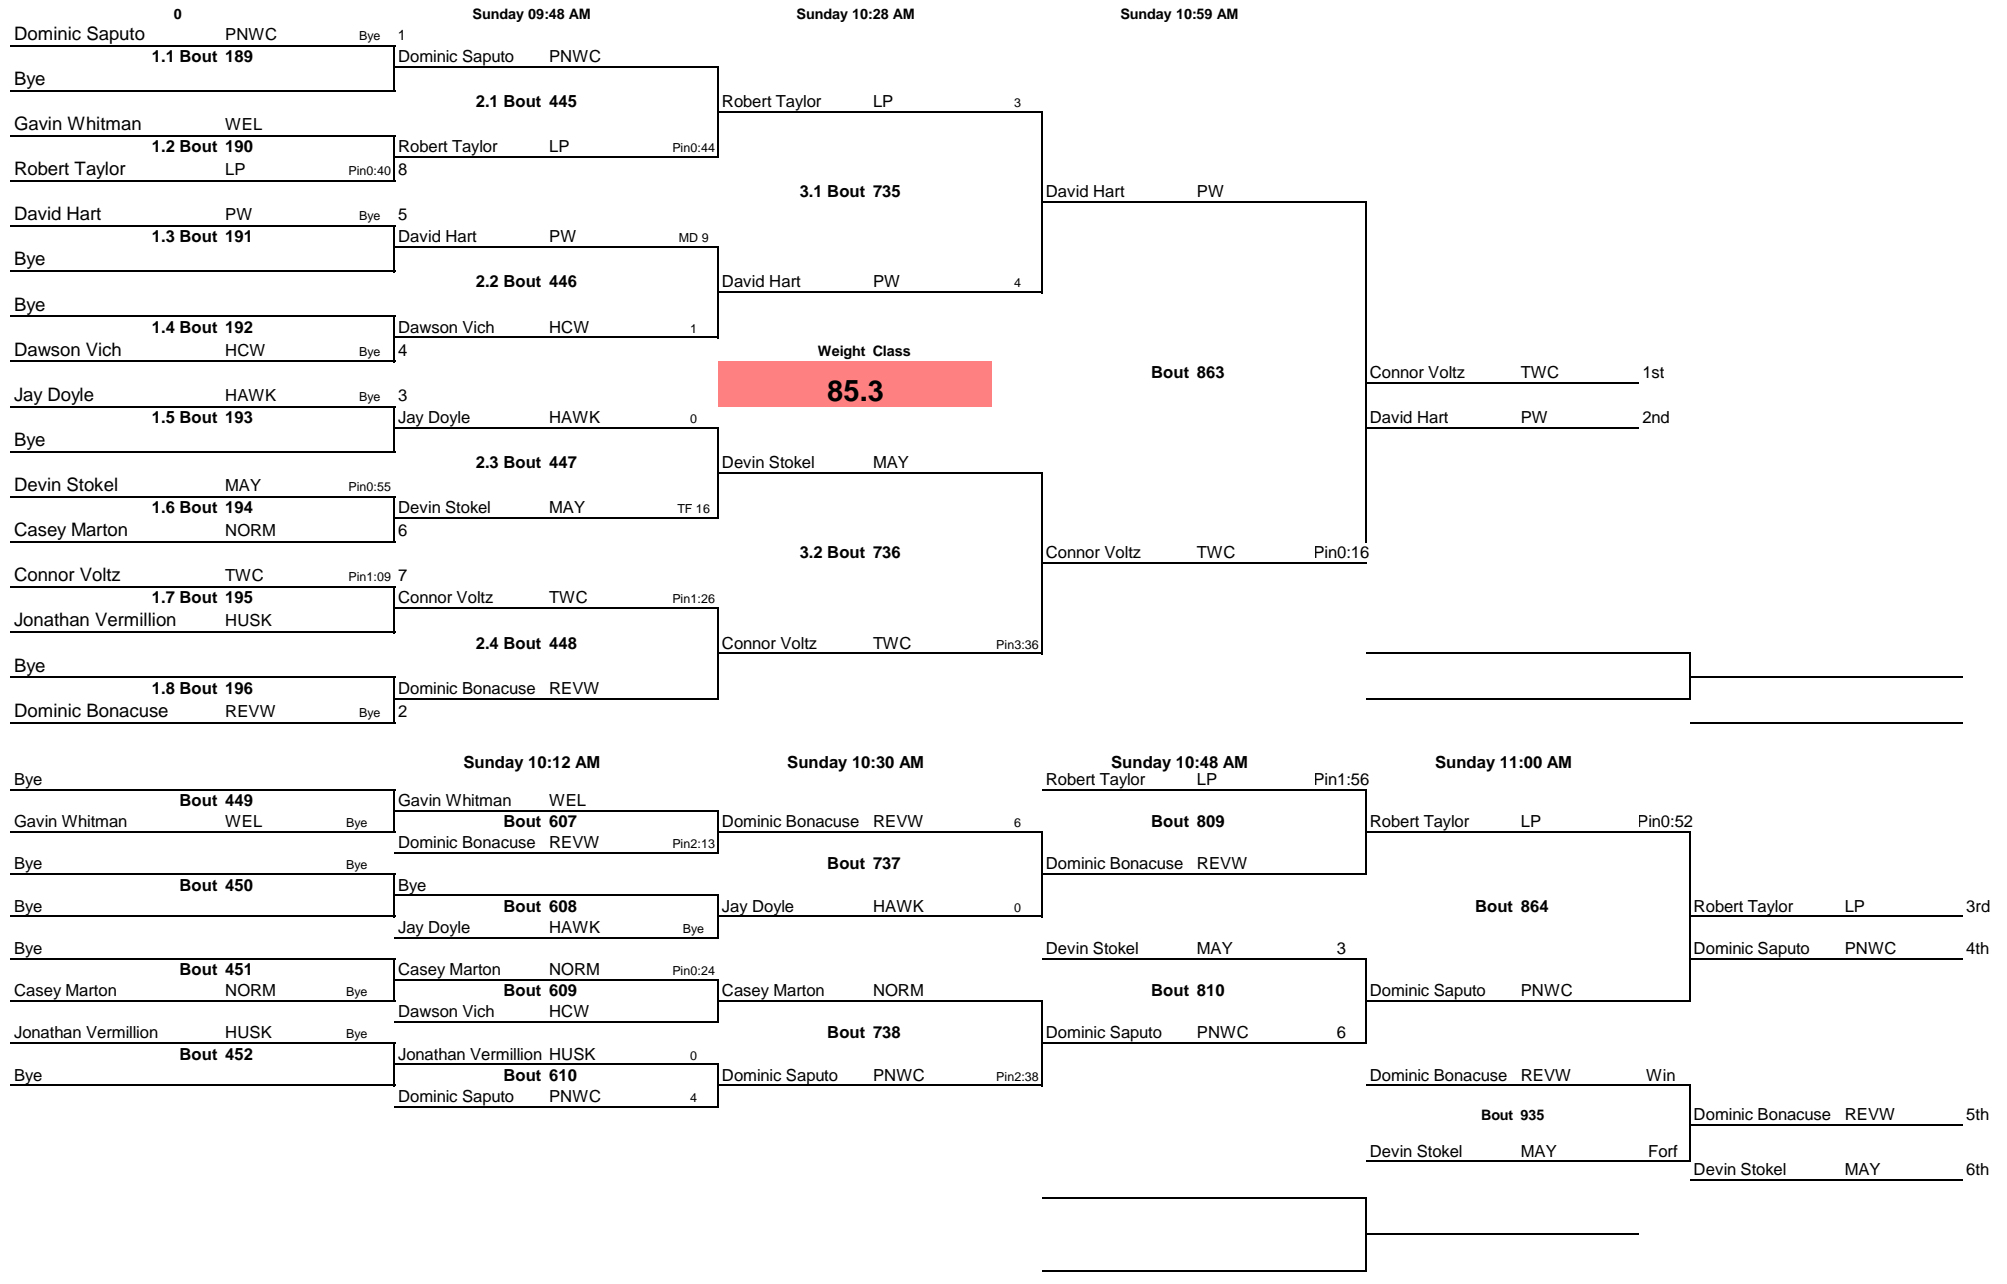 0 Sunday 09:48 AM Sunday 10:28 AM Sunday 10:59 AM
Dominic Saputo PNWC Bye 1
1.1 Bout 189 Dominic Saputo PNWC
Bye
2.1 Bout 445 Robert Taylor LP 3
Gavin Whitman WEL
1.2 Bout 190 Robert Taylor LP Pin0:44
Robert Taylor LP Pin0:40 8
3.1 Bout 735 David Hart PW
David Hart PW Bye 5
1.3 Bout 191 David Hart PW MD 9
Bye
2.2 Bout 446 David Hart PW 4
Bye
1.4 Bout 192 Dawson Vich HCW 1
Dawson Vich HCW Bye 4 Weight Class
Bout 863 Connor Voltz TWC 1st
Jay Doyle HAWK Bye 3 85.3
1.5 Bout 193 Jay Doyle HAWK 0 David Hart PW 2nd
Bye
2.3 Bout 447 Devin Stokel MAY
Devin Stokel MAY Pin0:55
1.6 Bout 194 Devin Stokel MAY TF 16
Casey Marton NORM 6
3.2 Bout 736 Connor Voltz TWC Pin0:16
Connor Voltz TWC Pin1:09 7
1.7 Bout 195 Connor Voltz TWC Pin1:26
Jonathan Vermillion HUSK
2.4 Bout 448 Connor Voltz TWC Pin3:36
Bye
1.8 Bout 196 Dominic Bonacuse REVW
Dominic Bonacuse REVW Bye 2
Sunday 10:12 AM Sunday 10:30 AM Sunday 10:48 AM Sunday 11:00 AM
Bye Robert Taylor LP Pin1:56
Bout 449 Gavin Whitman WEL
Gavin Whitman WEL Bye Bout 607 Dominic Bonacuse REVW 6 Bout 809 Robert Taylor LP Pin0:52
Dominic Bonacuse REVW Pin2:13
Bye Bye Bout 737 Dominic Bonacuse REVW
Bout 450 Bye
Bye Bout 608 Jay Doyle HAWK 0 Bout 864 Robert Taylor LP 3rd
Jay Doyle HAWK Bye
Bye Devin Stokel MAY 3 Dominic Saputo PNWC 4th
Bout 451 Casey Marton NORM Pin0:24
Casey Marton NORM Bye Bout 609 Casey Marton NORM Bout 810 Dominic Saputo PNWC
Dawson Vich HCW
Jonathan Vermillion HUSK Bye Bout 738 Dominic Saputo PNWC 6
Bout 452 Jonathan Vermillion HUSK 0
Bye Bout 610 Dominic Saputo PNWC Pin2:38 Dominic Bonacuse REVW Win
Dominic Saputo PNWC 4
Bout 935 Dominic Bonacuse REVW 5th
Devin Stokel MAY Forf
Devin Stokel MAY 6th